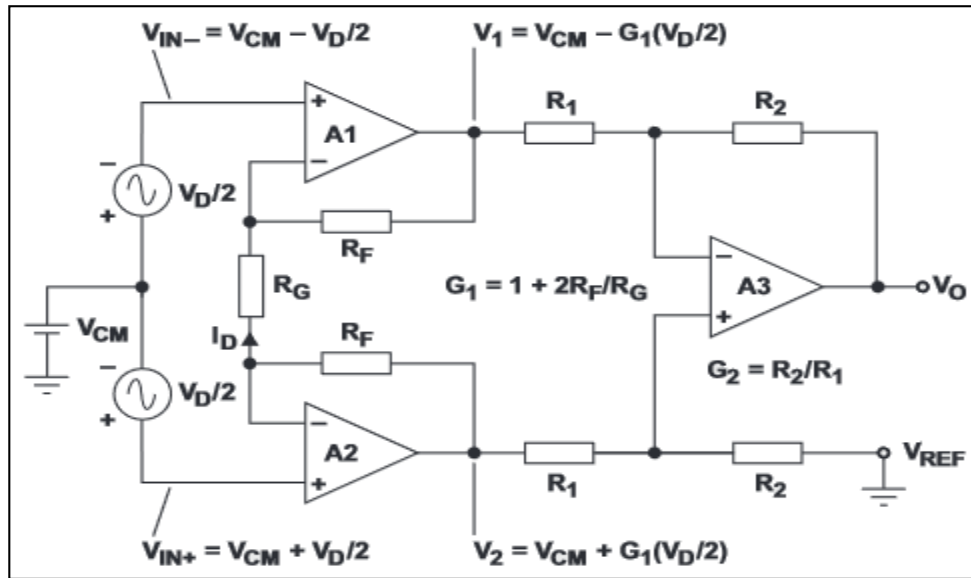 V_IN– = V_CM – V_D/2
V_1 = V_CM – G_1(V_D/2)
R_1
R_2
+
A1
–
–
V_D/2
+
R_F
R_G
G_1 = 1 + 2R_F/R_G
–
A3
+
V_O
V_CM
I_D
R_F
G_2 = R_2/R_1
–
V_D/2
+
–
A2
+
R_1
R_2
V_REF
V_IN+ = V_CM + V_D/2
V_2 = V_CM + G_1(V_D/2)